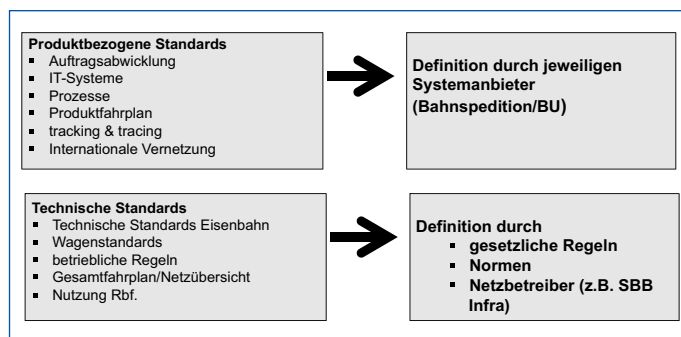 Produktbezogene Standards
▪ Auftragsabwicklung
▪ IT-Systeme
▪ Prozesse
▪ Produktfahrplan
▪ tracking & tracing
▪ Internationale Vernetzung
Definition durch jeweiligen
Systemanbieter
(Bahnspedition/BU)
Technische Standards
▪ Technische Standards Eisenbahn
▪ Wagenstandards
▪ betriebliche Regeln
▪ Gesamtfahrplan/Netzübersicht
▪ Nutzung Rbf.
Definition durch
▪ gesetzliche Regeln
▪ Normen
▪ Netzbetreiber (z.B. SBB
Infra)